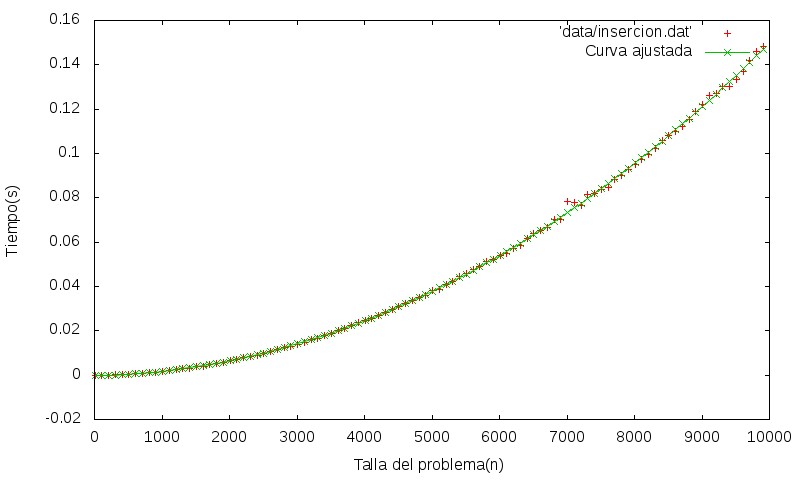 'data/insercion.dat'
Curva ajustada
0.16
0.14
0.12
0.1
0.08
0.06
0.04
0.02
0
-0.02
Tiempo(s)
0 1000 2000 3000 4000 5000 6000 7000 8000 9000 10000
Talla del problema(n)